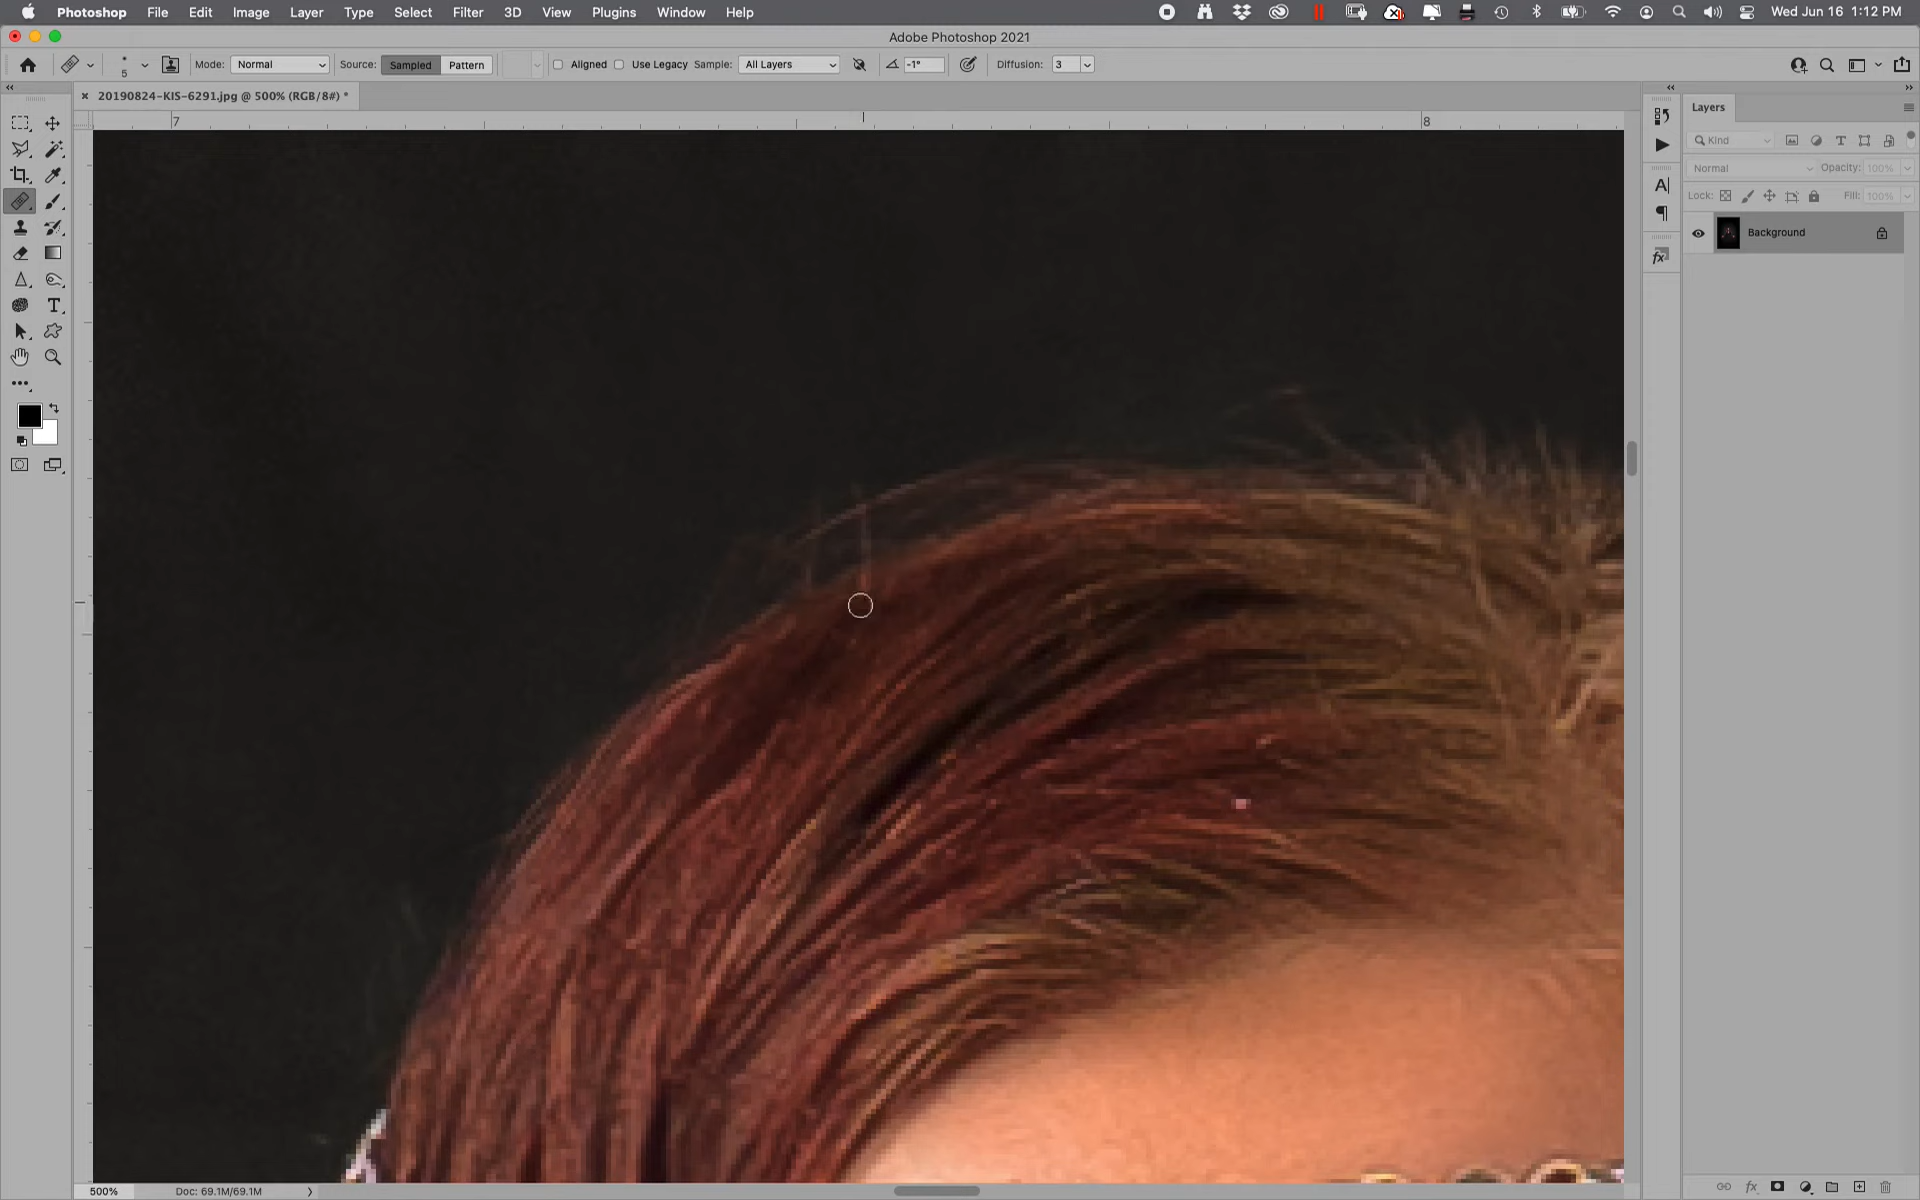 Photoshop File Edit Image Layer Type Select Filter 3D View Plugins Window Help Wed Jun 16 1:12 PM
Adobe Photoshop 2021
5 Mode: Normal Source: Sampled Pattern Aligned Use Legacy Sample: All Layers -1° Diffusion: 3
20190824-KIS-6291.jpg @ 500% (RGB/8#) *
7 8
Layers
Kind
Normal Opacity: 100%
Lock: Fill: 100%
Background
500% Doc: 69.1M/69.1M